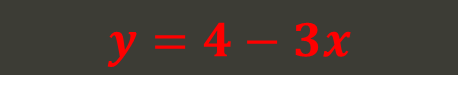 y = 4 − 3x